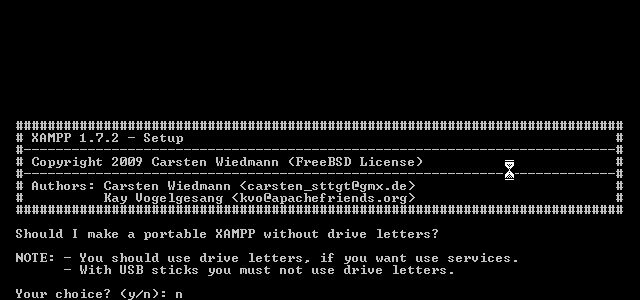 ###############################################################################
# XAMPP 1.7.2 - Setup #
#-----------------------------------------------------------------------------#
# Copyright 2009 Carsten Wiedmann (FreeBSD License) #
#-----------------------------------------------------------------------------#
# Authors: Carsten Wiedmann <carsten_sttgt@gmx.de> #
# Kay Vogelgesang <kvo@apachefriends.org> #
###############################################################################
Should I make a portable XAMPP without drive letters?
NOTE: - You should use drive letters, if you want use services.
- With USB sticks you must not use drive letters.
Your choice? (y/n): n